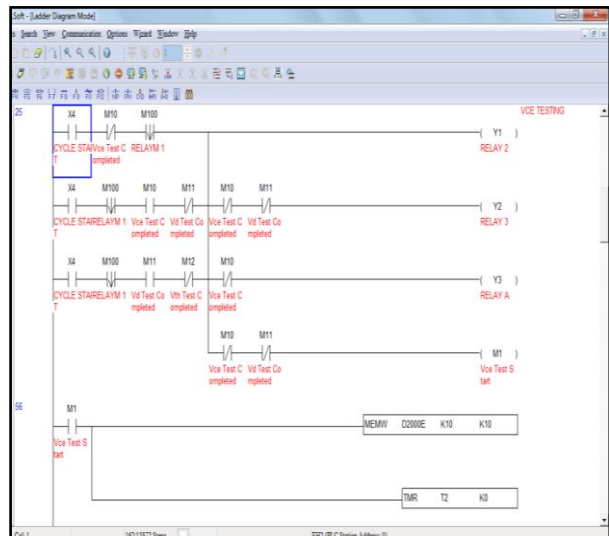 Soft - [Ladder Diagram Mode]
s Search View Communication Options Wizard Window Help
25 X4 M10 M100 VCE TESTING
( Y1 )
CYCLE STAR Vce Test C RELAYM 1 RELAY 2
T ompleted
X4 M100 M10 M11 M10 M11
( Y2 )
CYCLE STAR RELAYM 1 Vce Test C Vd Test Co Vce Test C Vd Test Co RELAY 3
T ompleted mpleted ompleted mpleted
X4 M100 M11 M12 M10
( Y3 )
CYCLE STAR RELAYM 1 Vd Test Co Vth Test C Vce Test C RELAY A
T mpleted ompleted ompleted
M10 M11
( M1 )
Vce Test C Vd Test Co Vce Test S
ompleted mpleted tart
56 M1
MEMW D2000E K10 K10
Vce Test S
tart
TMR T2 K0